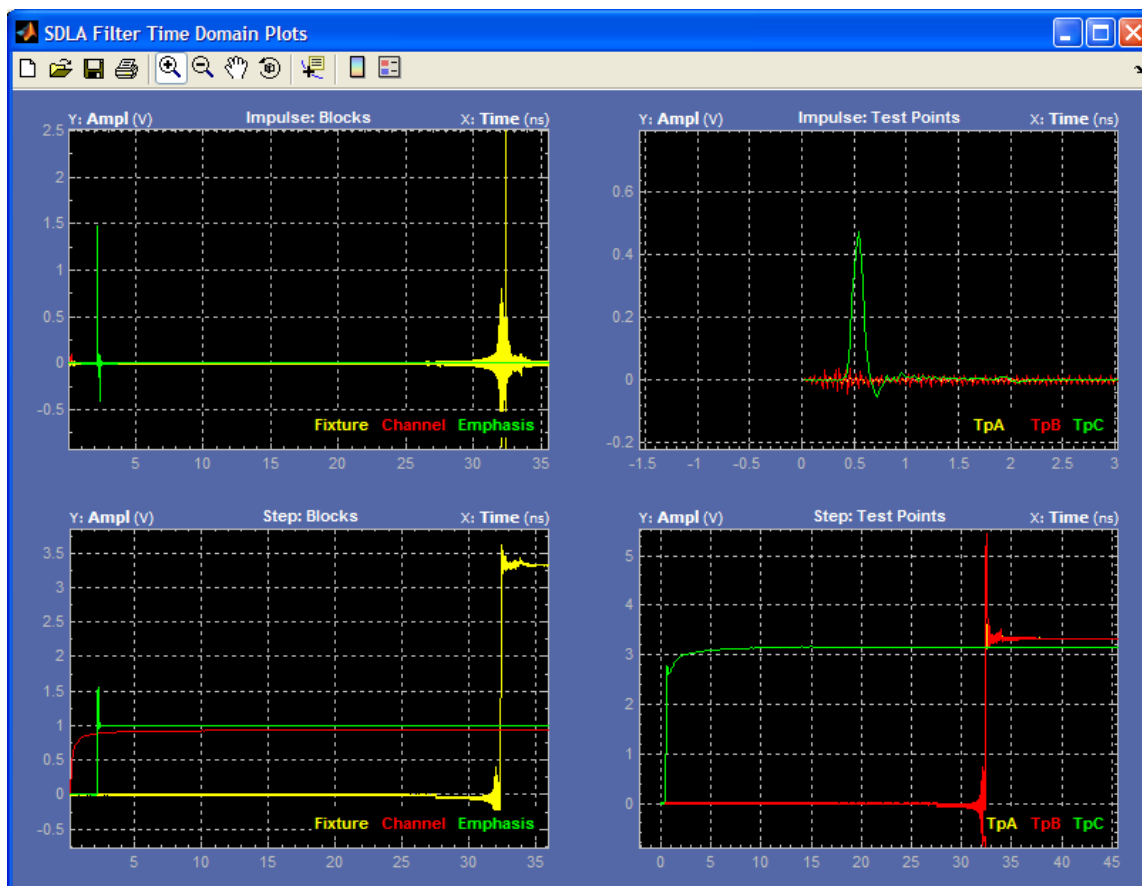 SDLA Filter Time Domain Plots
Y: Ampl (V) Impulse: Blocks X: Time (ns)
2.5
2
1.5
1
0.5
0
-0.5
Fixture Channel Emphasis
5 10 15 20 25 30 35
Y: Ampl (V) Impulse: Test Points X: Time (ns)
0.6
0.4
0.2
0
-0.2
TpA TpB TpC
-1.5 -1 -0.5 0 0.5 1 1.5 2 2.5 3
Y: Ampl (V) Step: Blocks X: Time (ns)
3.5
3
2.5
2
1.5
1
0.5
0
-0.5
Fixture Channel Emphasis
5 10 15 20 25 30 35
Y: Ampl (V) Step: Test Points X: Time (ns)
5
4
3
2
1
0
TpA TpB TpC
0 5 10 15 20 25 30 35 40 45